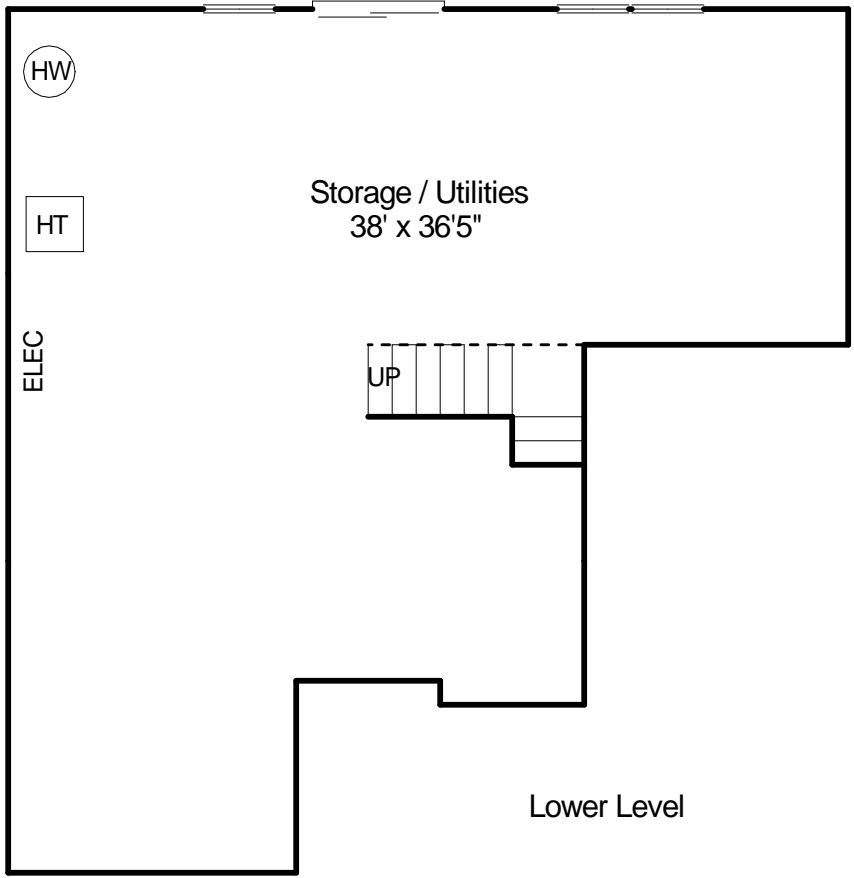 HW
Storage / Utilities
38' x 36'5"
HT
ELEC
UP
Lower Level